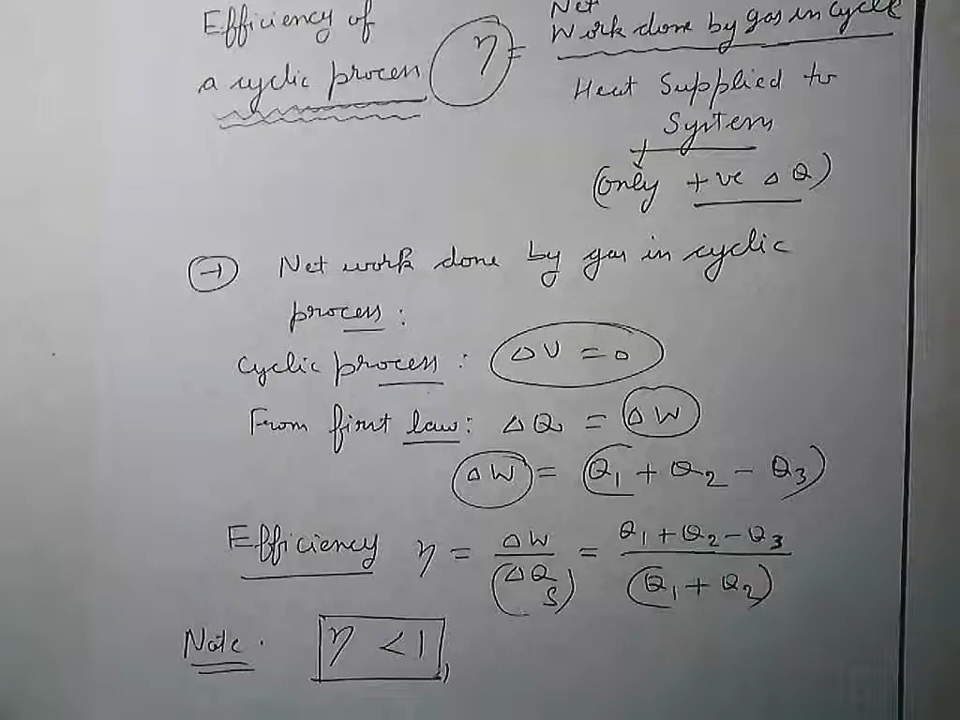 Efficiency of
a cyclic process η = Net Work done by gas in cycle
Heat Supplied to
System
(only +ve ΔQ)
→ Net work done by gas in cyclic
process :
Cyclic process : ΔU = 0
From first law : ΔQ = ΔW
ΔW = (Q1 + Q2 - Q3)
Efficiency η = ΔW / (ΔQs) = Q1 + Q2 - Q3 / (Q1 + Q2)
Note. η < 1,